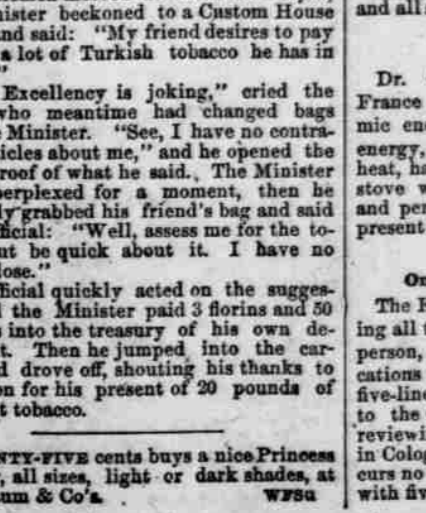 nister beckoned to a Custom House
nd said: "My friend desires to pay
a lot of Turkish tobacco he has in
"
Excellency is joking," cried the
who meantime had changed bags
e Minister. "See, I have no contra-
icles about me," and he opened the
roof of what he said. The Minister
perplexed for a moment, then he
ly grabbed his friend's bag and said
ficial: "Well, assess me for the to-
ut be quick about it. I have no
lose."
ficial quickly acted on the sugges-
d the Minister paid 3 florins and 50
s into the treasury of his own de-
t. Then he jumped into the car-
d drove off, shouting his thanks to
on for his present of 20 pounds of
t tobacco.
NTY-FIVE cents buys a nice Princess
, all sizes, light or dark shades, at
um & Co's. WFSu
and all
Dr.
France
mic en
energy,
heat, ha
stove w
and per
present
On
The F
ing all t
person,
cations
five-line
to the
reviewi
in Colog
curs no
with fiv